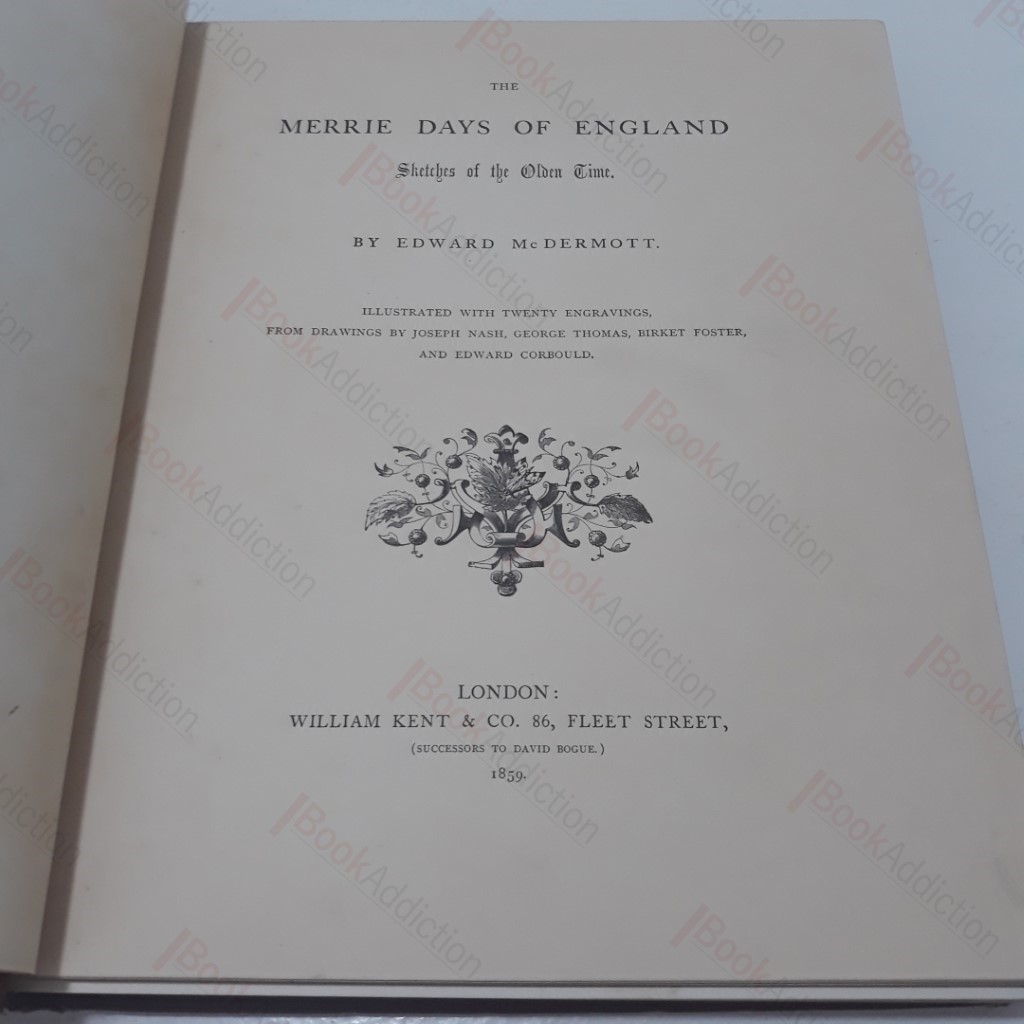 THE
MERRIE DAYS OF ENGLAND
Sketches of the Olden Time.
BY EDWARD McDERMOTT.
ILLUSTRATED WITH TWENTY ENGRAVINGS,
FROM DRAWINGS BY JOSEPH NASH, GEORGE THOMAS, BIRKET FOSTER,
AND EDWARD CORBOULD.
LONDON:
WILLIAM KENT & CO. 86, FLEET STREET,
(SUCCESSORS TO DAVID BOGUE.)
1859.
BookAddiction